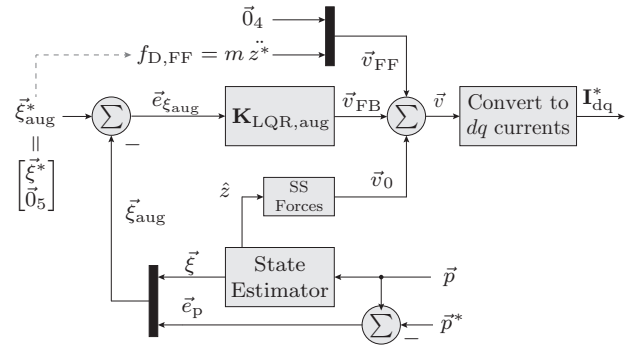 $\vec{0}_4$
$f_{\mathrm{D,FF}} = m\,\ddot{z^*}$
$\vec{v}_{\mathrm{FF}}$
$\vec{\xi}^*_{\mathrm{aug}}$
$\Sigma$
−
$\vec{e}_{\xi_{\mathrm{aug}}}$
$\mathbf{K}_{\mathrm{LQR,aug}}$
$\vec{v}_{\mathrm{FB}}$
$\Sigma$
$\vec{v}$
Convert to
$dq$ currents
$\mathbf{I}^*_{\mathrm{dq}}$
=
$\begin{bmatrix} \vec{\xi}^* \\ \vec{0}_5 \end{bmatrix}$
$\vec{\xi}_{\mathrm{aug}}$
$\hat{z}$
SS
Forces
$\vec{v}_0$
$\vec{\xi}$
State
Estimator
$\vec{p}$
$\vec{e}_{\mathrm{p}}$
$\Sigma$
−
$\vec{p}^*$